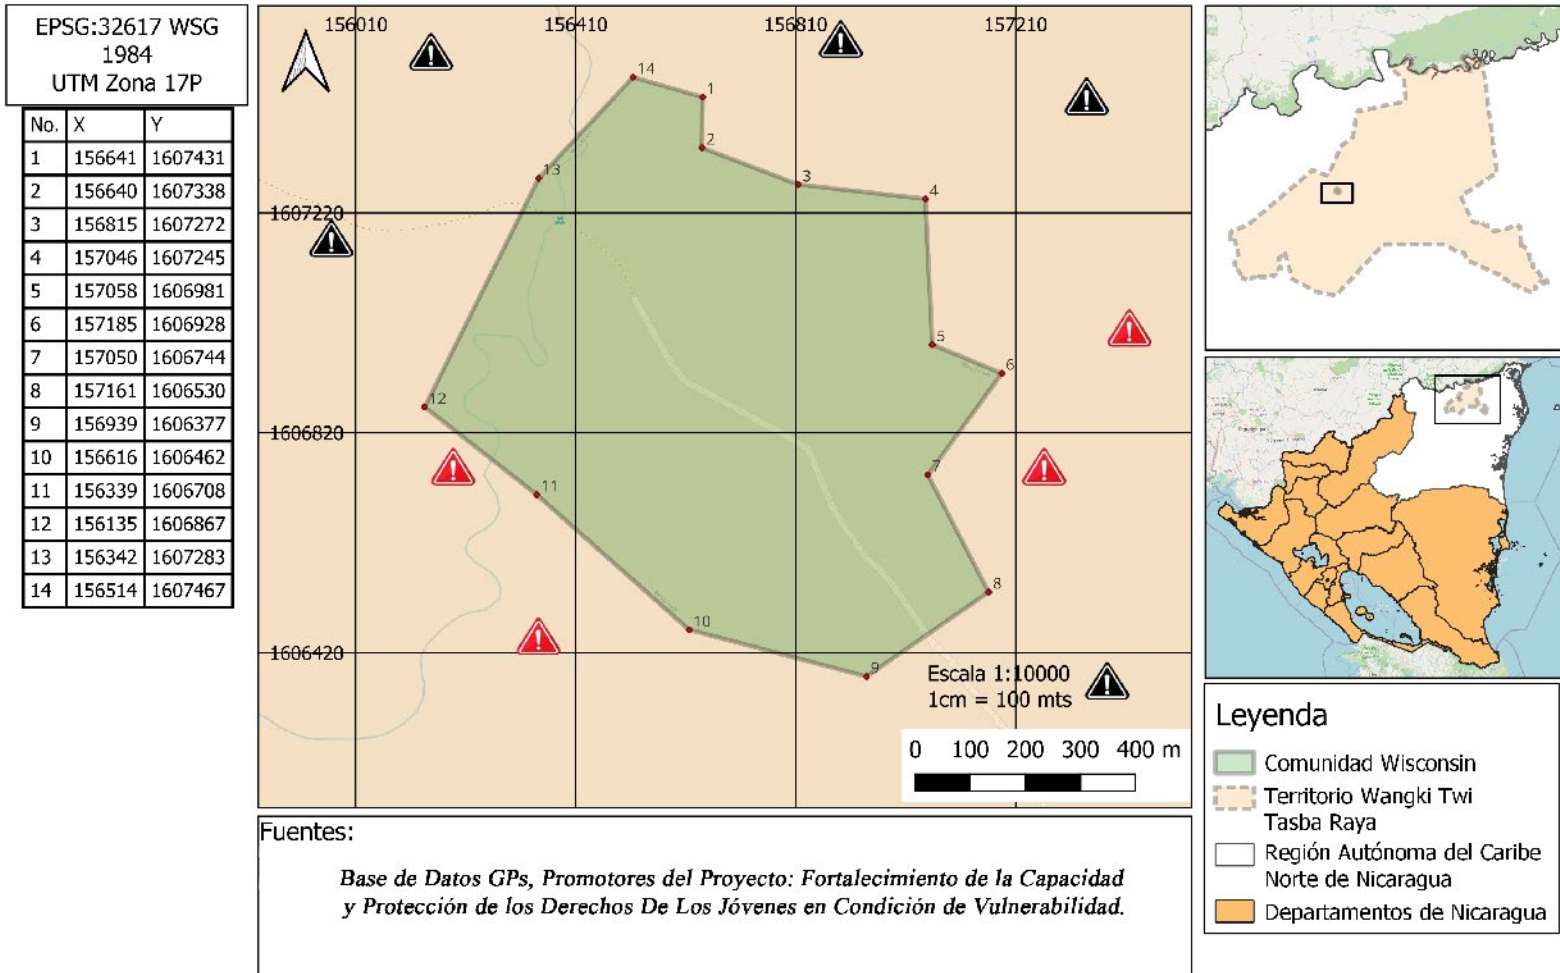 EPSG:32617 WSG
1984
UTM Zona 17P
No. X Y
1 156641 1607431
2 156640 1607338
3 156815 1607272
4 157046 1607245
5 157058 1606981
6 157185 1606928
7 157050 1606744
8 157161 1606530
9 156939 1606377
10 156616 1606462
11 156339 1606708
12 156135 1606867
13 156342 1607283
14 156514 1607467
156010 156410 156810 157210
14
1
2
13
3
4
1607220
5
6
12
1606820
7
11
8
10
1606420
9
Escala 1:10000
1cm = 100 mts
0 100 200 300 400 m
Fuentes:
Base de Datos GPs, Promotores del Proyecto: Fortalecimiento de la Capacidad
y Protección de los Derechos De Los Jóvenes en Condición de Vulnerabilidad.
Leyenda
Comunidad Wisconsin
Territorio Wangki Twi
Tasba Raya
Región Autónoma del Caribe
Norte de Nicaragua
Departamentos de Nicaragua